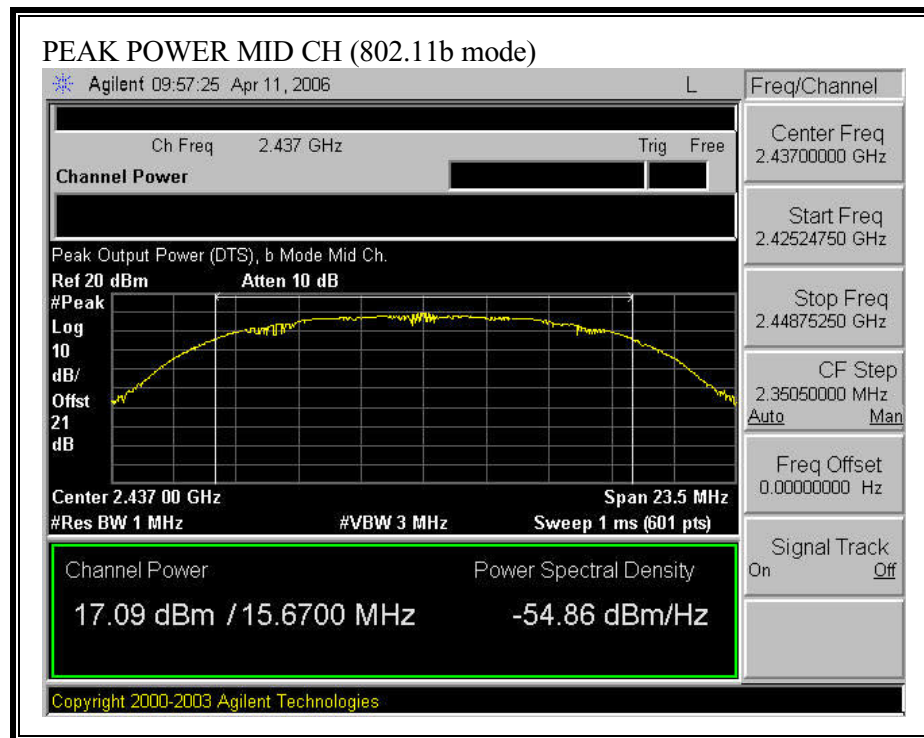 PEAK POWER MID CH (802.11b mode)
Agilent 09:57:25 Apr 11, 2006 L
Freq/Channel
Ch Freq 2.437 GHz Trig Free
Channel Power
Center Freq
2.43700000 GHz
Start Freq
2.42524750 GHz
Stop Freq
2.44875250 GHz
CF Step
2.35050000 MHz
Auto Man
Freq Offset
0.00000000 Hz
Signal Track
On Off
Peak Output Power (DTS), b Mode Mid Ch.
Ref 20 dBm Atten 10 dB
#Peak
Log
10
dB/
Offst
21
dB
Center 2.437 00 GHz Span 23.5 MHz
#Res BW 1 MHz #VBW 3 MHz Sweep 1 ms (601 pts)
Channel Power Power Spectral Density
17.09 dBm / 15.6700 MHz -54.86 dBm/Hz
Copyright 2000-2003 Agilent Technologies